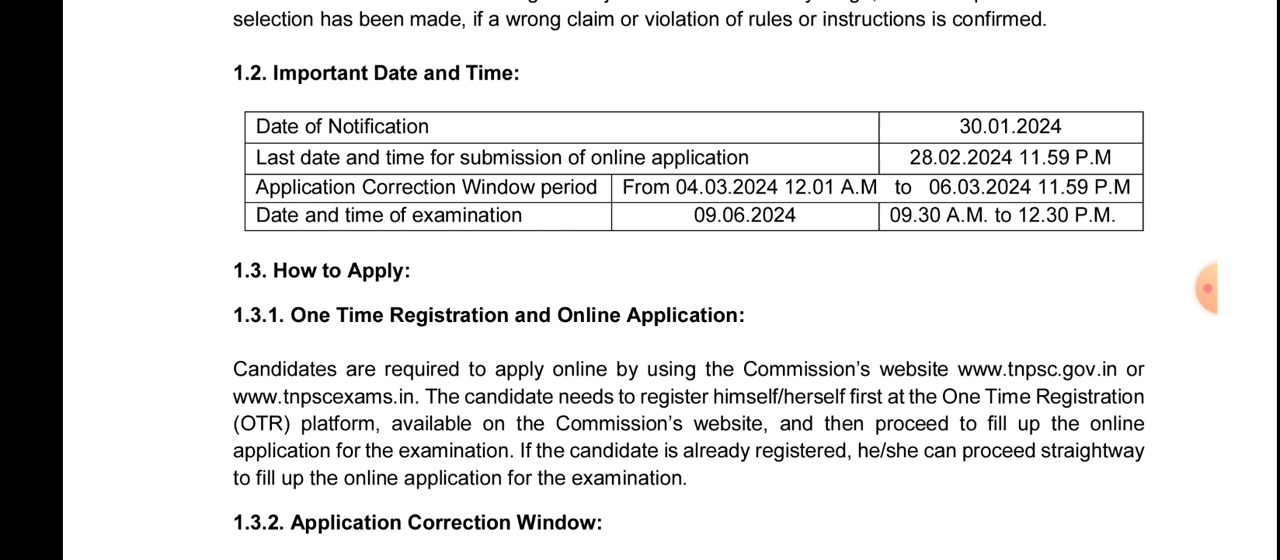 selection has been made, if a wrong claim or violation of rules or instructions is confirmed.
1.2. Important Date and Time:
Date of Notification 30.01.2024
Last date and time for submission of online application 28.02.2024 11.59 P.M
Application Correction Window period From 04.03.2024 12.01 A.M to 06.03.2024 11.59 P.M
Date and time of examination 09.06.2024 09.30 A.M. to 12.30 P.M.
1.3. How to Apply:
1.3.1. One Time Registration and Online Application:
Candidates are required to apply online by using the Commission’s website www.tnpsc.gov.in or
www.tnpscexams.in. The candidate needs to register himself/herself first at the One Time Registration
(OTR) platform, available on the Commission’s website, and then proceed to fill up the online
application for the examination. If the candidate is already registered, he/she can proceed straightway
to fill up the online application for the examination.
1.3.2. Application Correction Window: